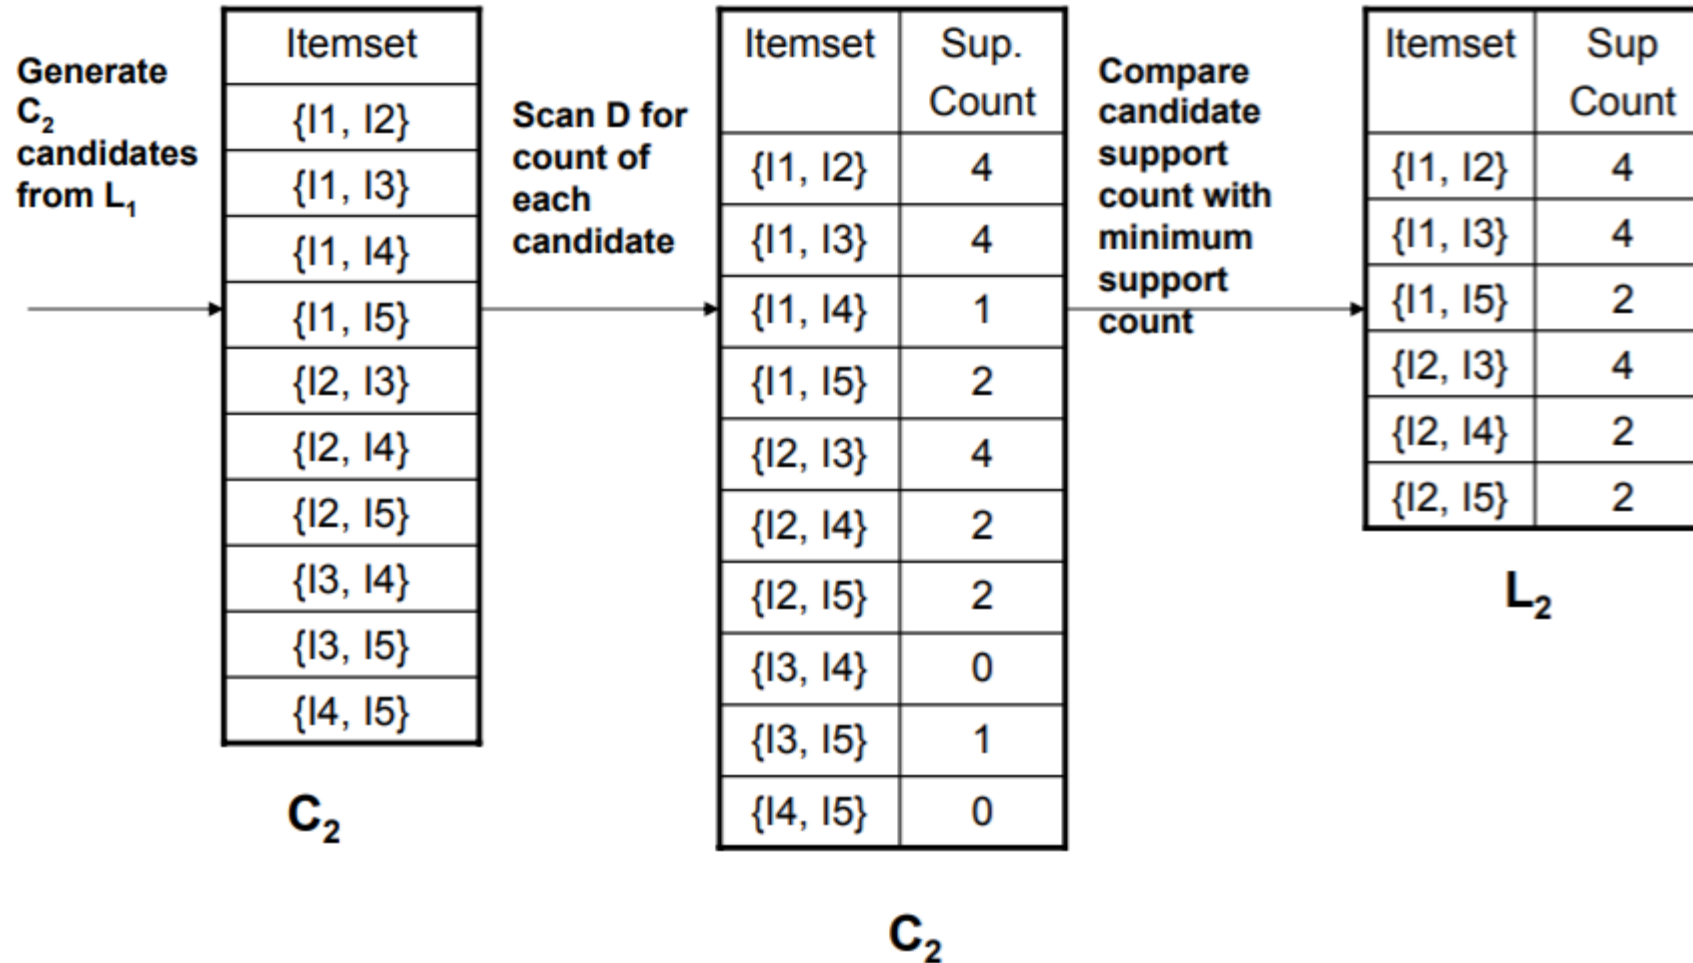 Generate
C2
candidates
from L1
Itemset
{I1, I2}
{I1, I3}
{I1, I4}
{I1, I5}
{I2, I3}
{I2, I4}
{I2, I5}
{I3, I4}
{I3, I5}
{I4, I5}
C2
Scan D for
count of
each
candidate
Itemset Sup.
Count
{I1, I2} 4
{I1, I3} 4
{I1, I4} 1
{I1, I5} 2
{I2, I3} 4
{I2, I4} 2
{I2, I5} 2
{I3, I4} 0
{I3, I5} 1
{I4, I5} 0
C2
Compare
candidate
support
count with
minimum
support
count
Itemset Sup
Count
{I1, I2} 4
{I1, I3} 4
{I1, I5} 2
{I2, I3} 4
{I2, I4} 2
{I2, I5} 2
L2